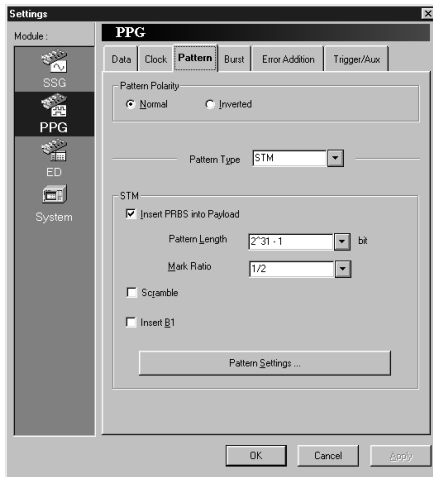 Settings
Module :
SSG
PPG
ED
System
PPG
Data Clock Pattern Burst Error Addition Trigger/Aux
Pattern Polarity
Normal Inverted
Pattern Type STM
STM
Insert PRBS into Payload
Pattern Length 2^31 - 1 bit
Mark Ratio 1/2
Scramble
Insert B1
Pattern Settings ...
OK Cancel Apply